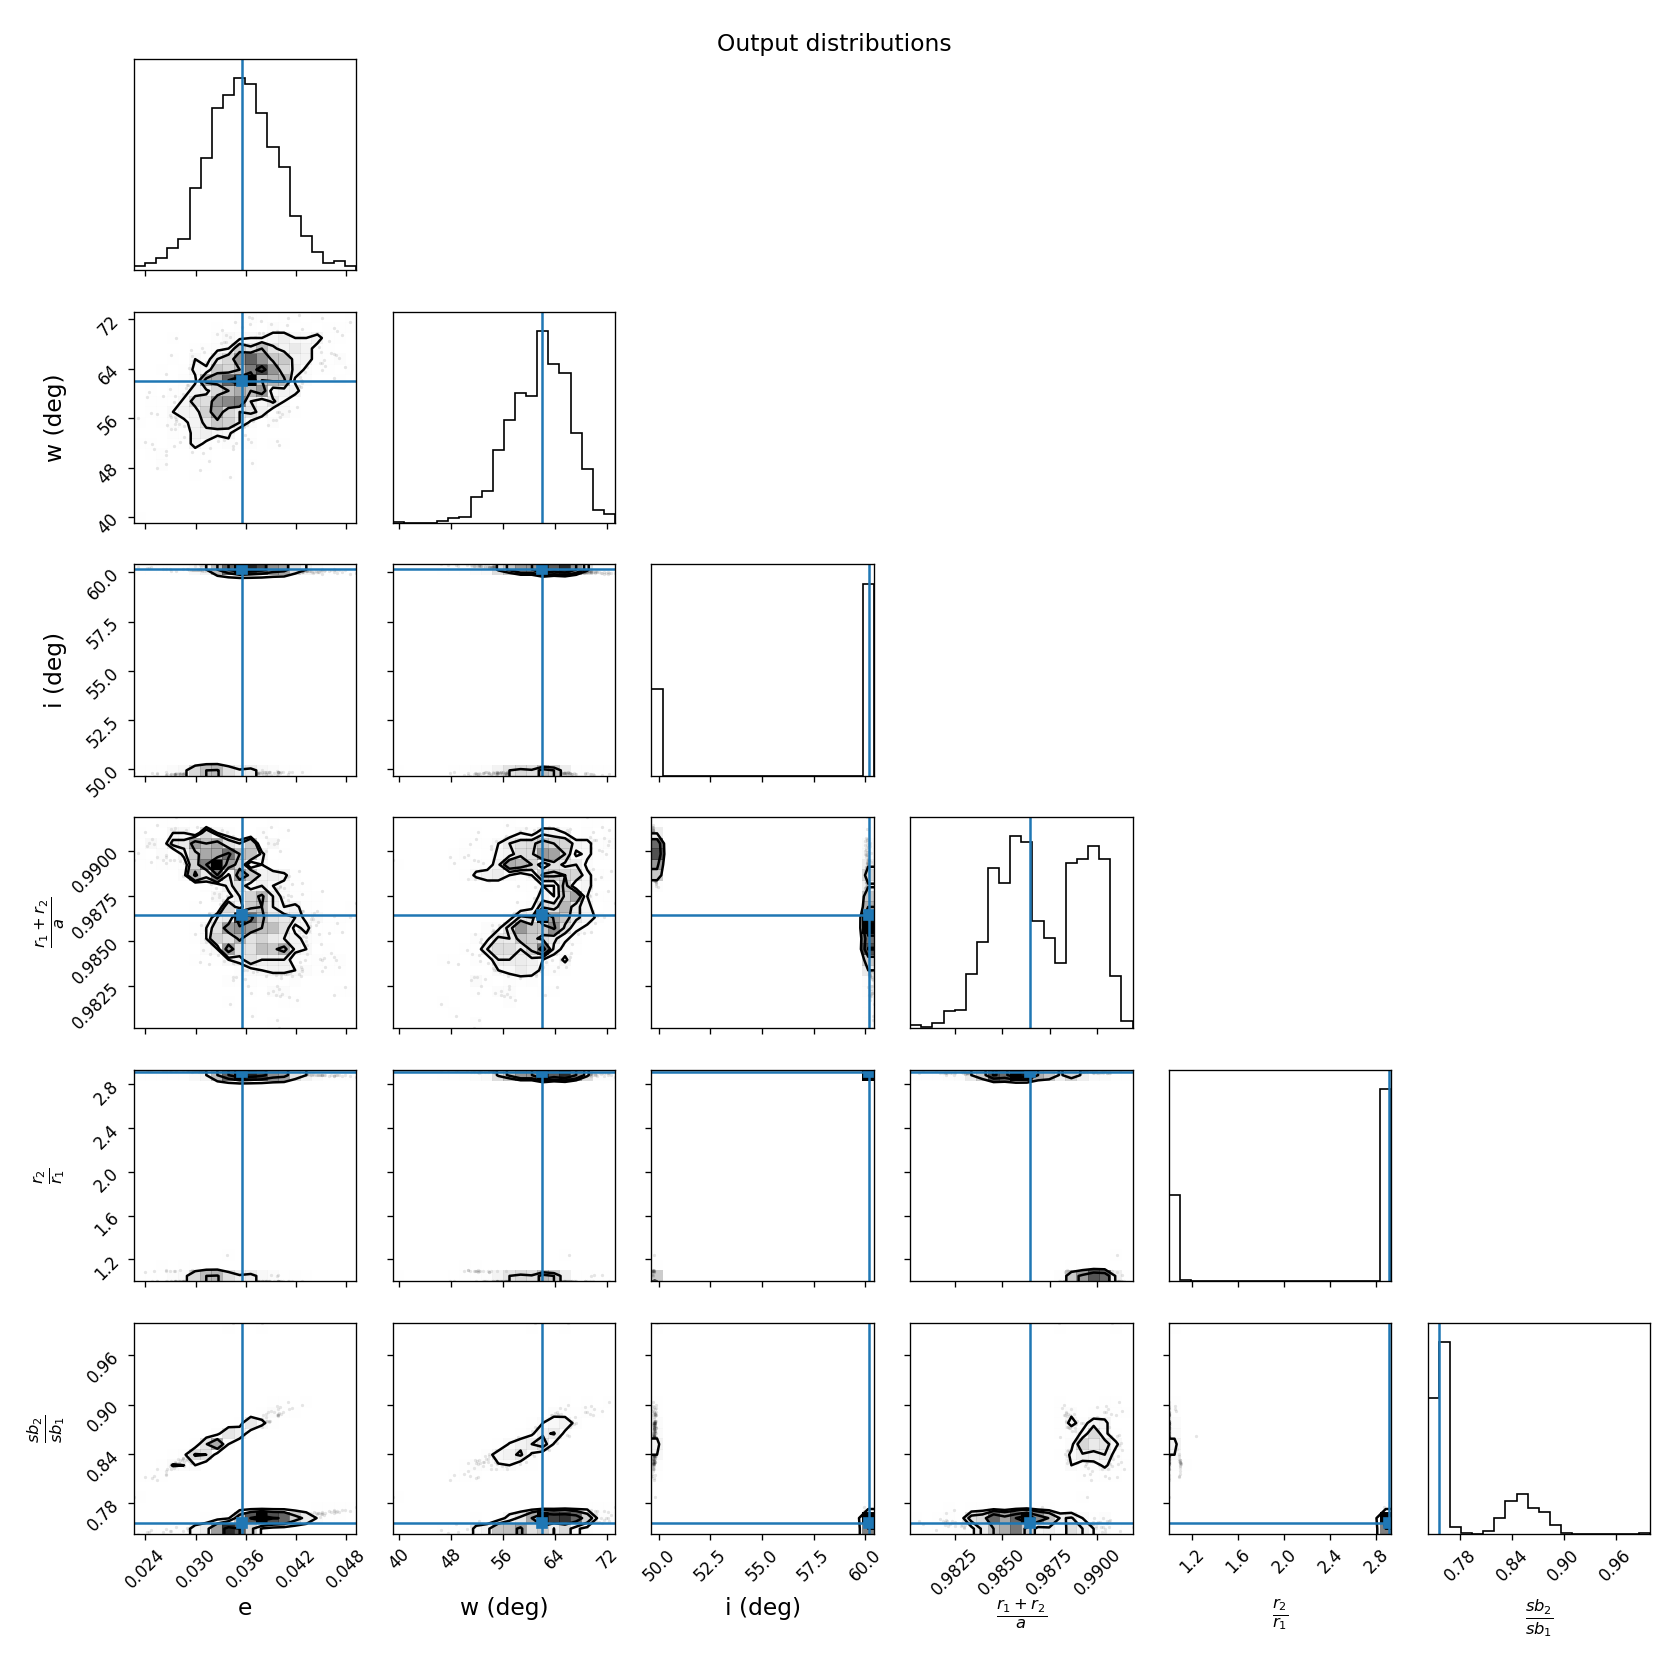 Output distributions
w (deg)
72
64
56
48
40
i (deg)
60.0
57.5
55.0
52.5
50.0
r₁ + r₂
a
0.9900
0.9875
0.9850
0.9825
r₂
r₁
2.8
2.4
2.0
1.6
1.2
sb₂
sb₁
0.96
0.90
0.84
0.78
0.024 0.030 0.036 0.042 0.048
e
40 48 56 64 72
w (deg)
50.0 52.5 55.0 57.5 60.0
i (deg)
0.9825 0.9850 0.9875 0.9900
r₁ + r₂
a
1.2 1.6 2.0 2.4 2.8
r₂
r₁
0.78 0.84 0.90 0.96
sb₂
sb₁